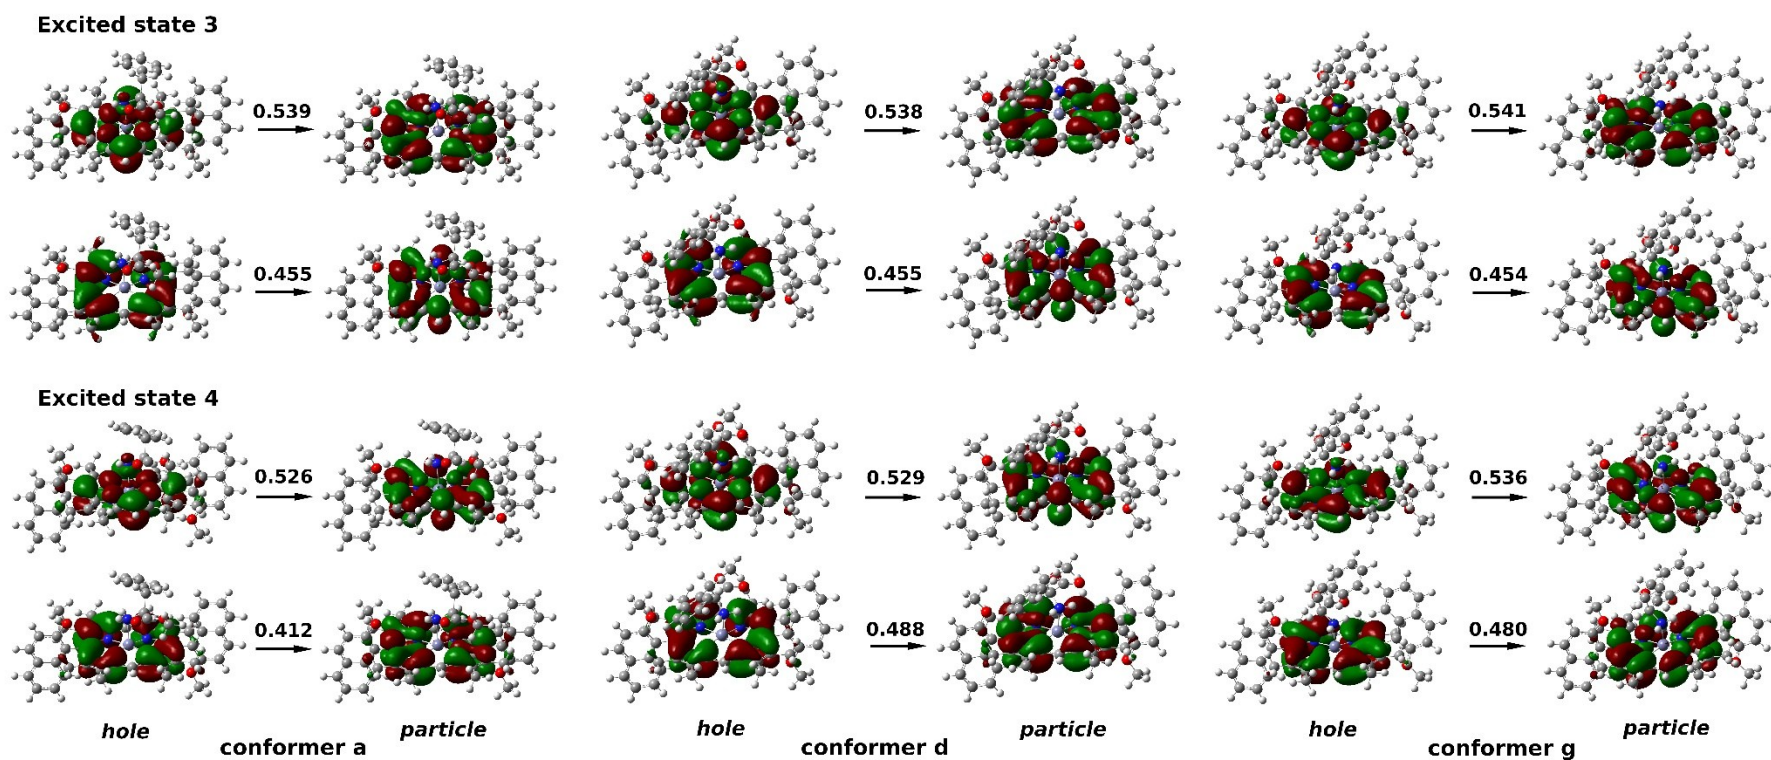 Excited state 3
0.539 0.538 0.541
0.455 0.455 0.454
Excited state 4
0.526 0.529 0.536
0.412 0.488 0.480
hole particle hole particle hole particle
conformer a conformer d conformer g